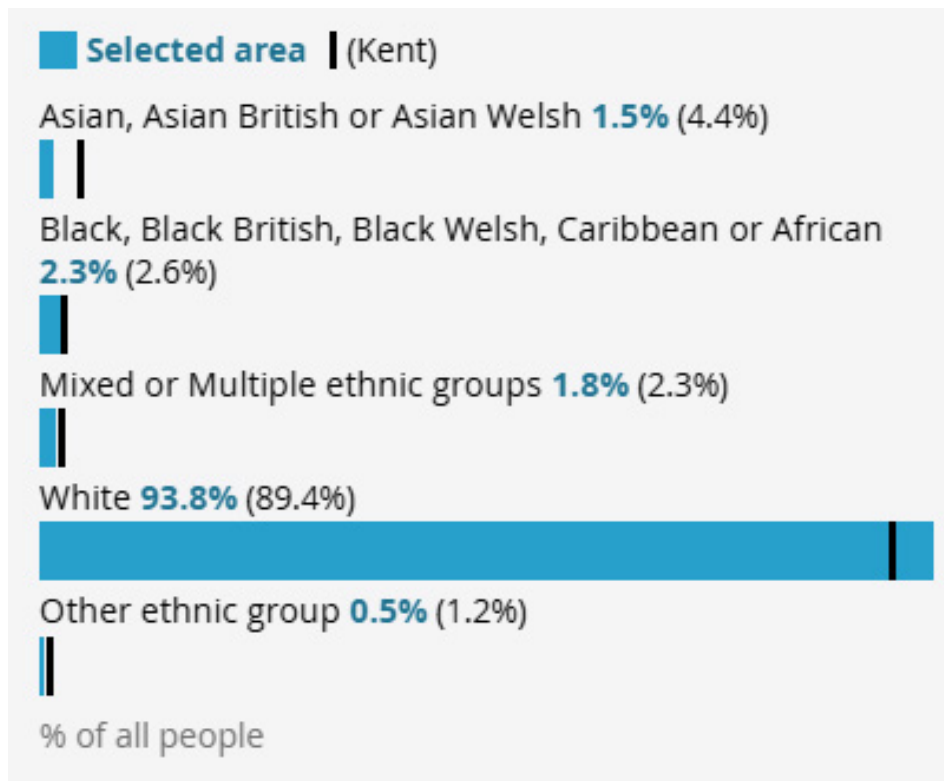 Selected area (Kent)
Asian, Asian British or Asian Welsh 1.5% (4.4%)
Black, Black British, Black Welsh, Caribbean or African
2.3% (2.6%)
Mixed or Multiple ethnic groups 1.8% (2.3%)
White 93.8% (89.4%)
Other ethnic group 0.5% (1.2%)
% of all people